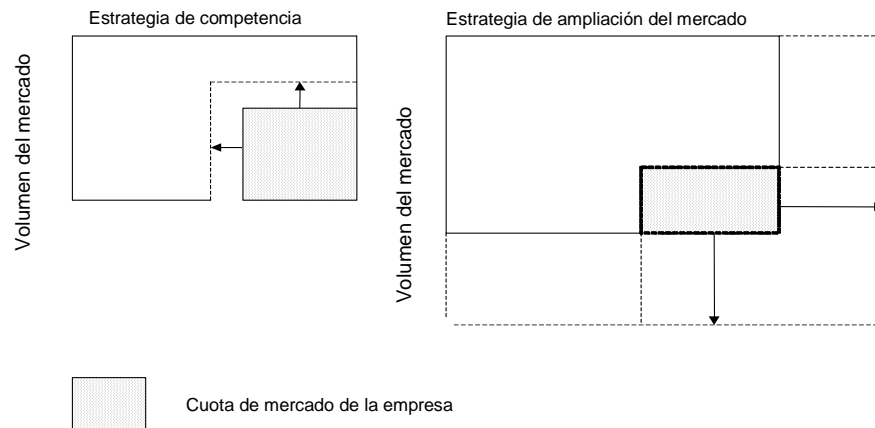 Estrategia de competencia
Estrategia de ampliación del mercado
Volumen del mercado
Volumen del mercado
Cuota de mercado de la empresa